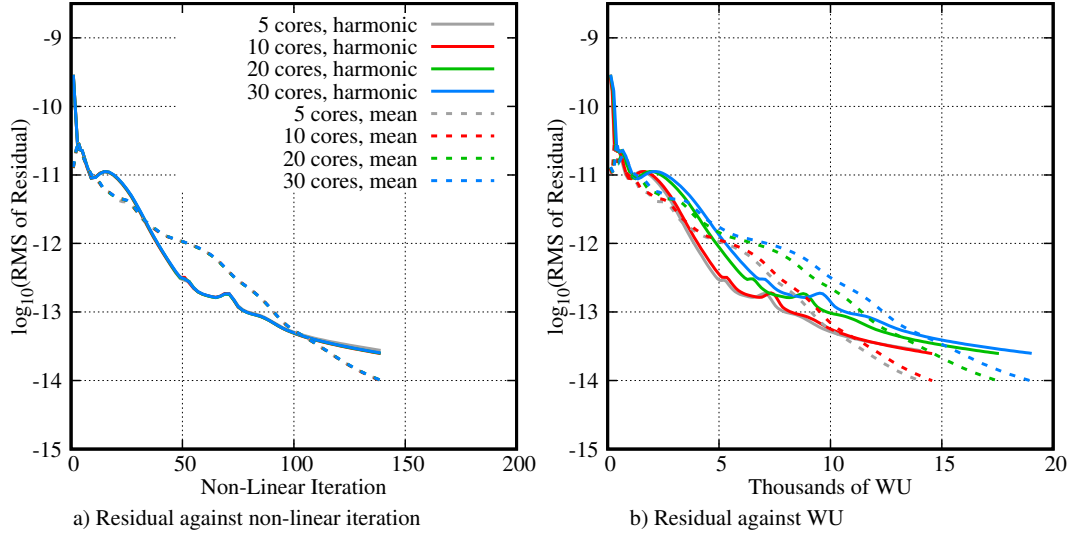 -9
-10
-11
-12
-13
-14
-15
log10(RMS of Residual)
5 cores, harmonic
10 cores, harmonic
20 cores, harmonic
30 cores, harmonic
5 cores, mean
10 cores, mean
20 cores, mean
30 cores, mean
0 50 100 150 200
Non-Linear Iteration
a) Residual against non-linear iteration
-9
-10
-11
-12
-13
-14
-15
log10(RMS of Residual)
0 5 10 15 20
Thousands of WU
b) Residual against WU